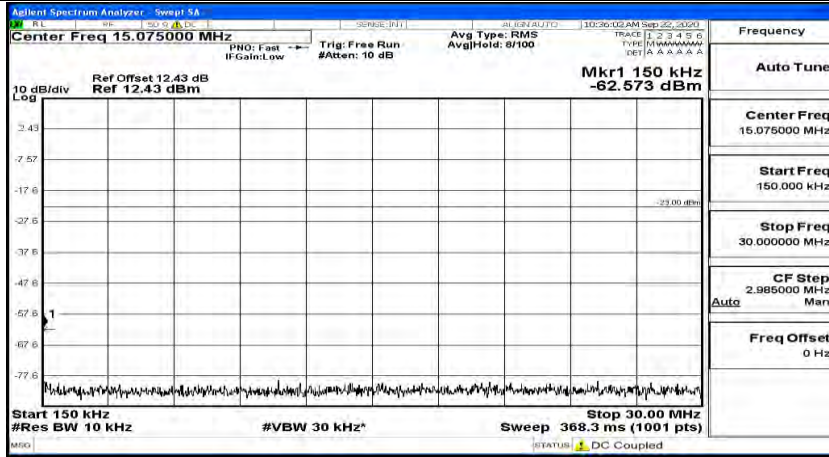 Agilent Spectrum Analyzer - Swept SA
RL RF 50 Ω DC SENSE:INT ALIGN AUTO 10:36:02 AM Sep 22, 2020
Center Freq 15.075000 MHz
PNO: Fast Trig: Free Run Avg Type: RMS TRACE 1 2 3 4 5 6
IFGain:Low #Atten: 10 dB Avg|Hold: 8/100 TYPE M WWWWW
DET A A A A A A
Ref Offset 12.43 dB Mkr1 150 kHz
10 dB/div Ref 12.43 dBm -62.573 dBm
Log
2.43
-7.57
-17.6
-23.00 dBm
-27.6
-37.6
-47.6
-57.6
1
-67.6
-77.6
Start 150 kHz Stop 30.00 MHz
#Res BW 10 kHz #VBW 30 kHz* Sweep 368.3 ms (1001 pts)
MSG STATUS DC Coupled
Frequency
Auto Tune
Center Freq
15.075000 MHz
Start Freq
150.000 kHz
Stop Freq
30.000000 MHz
CF Step
2.985000 MHz
Auto Man
Freq Offset
0 Hz